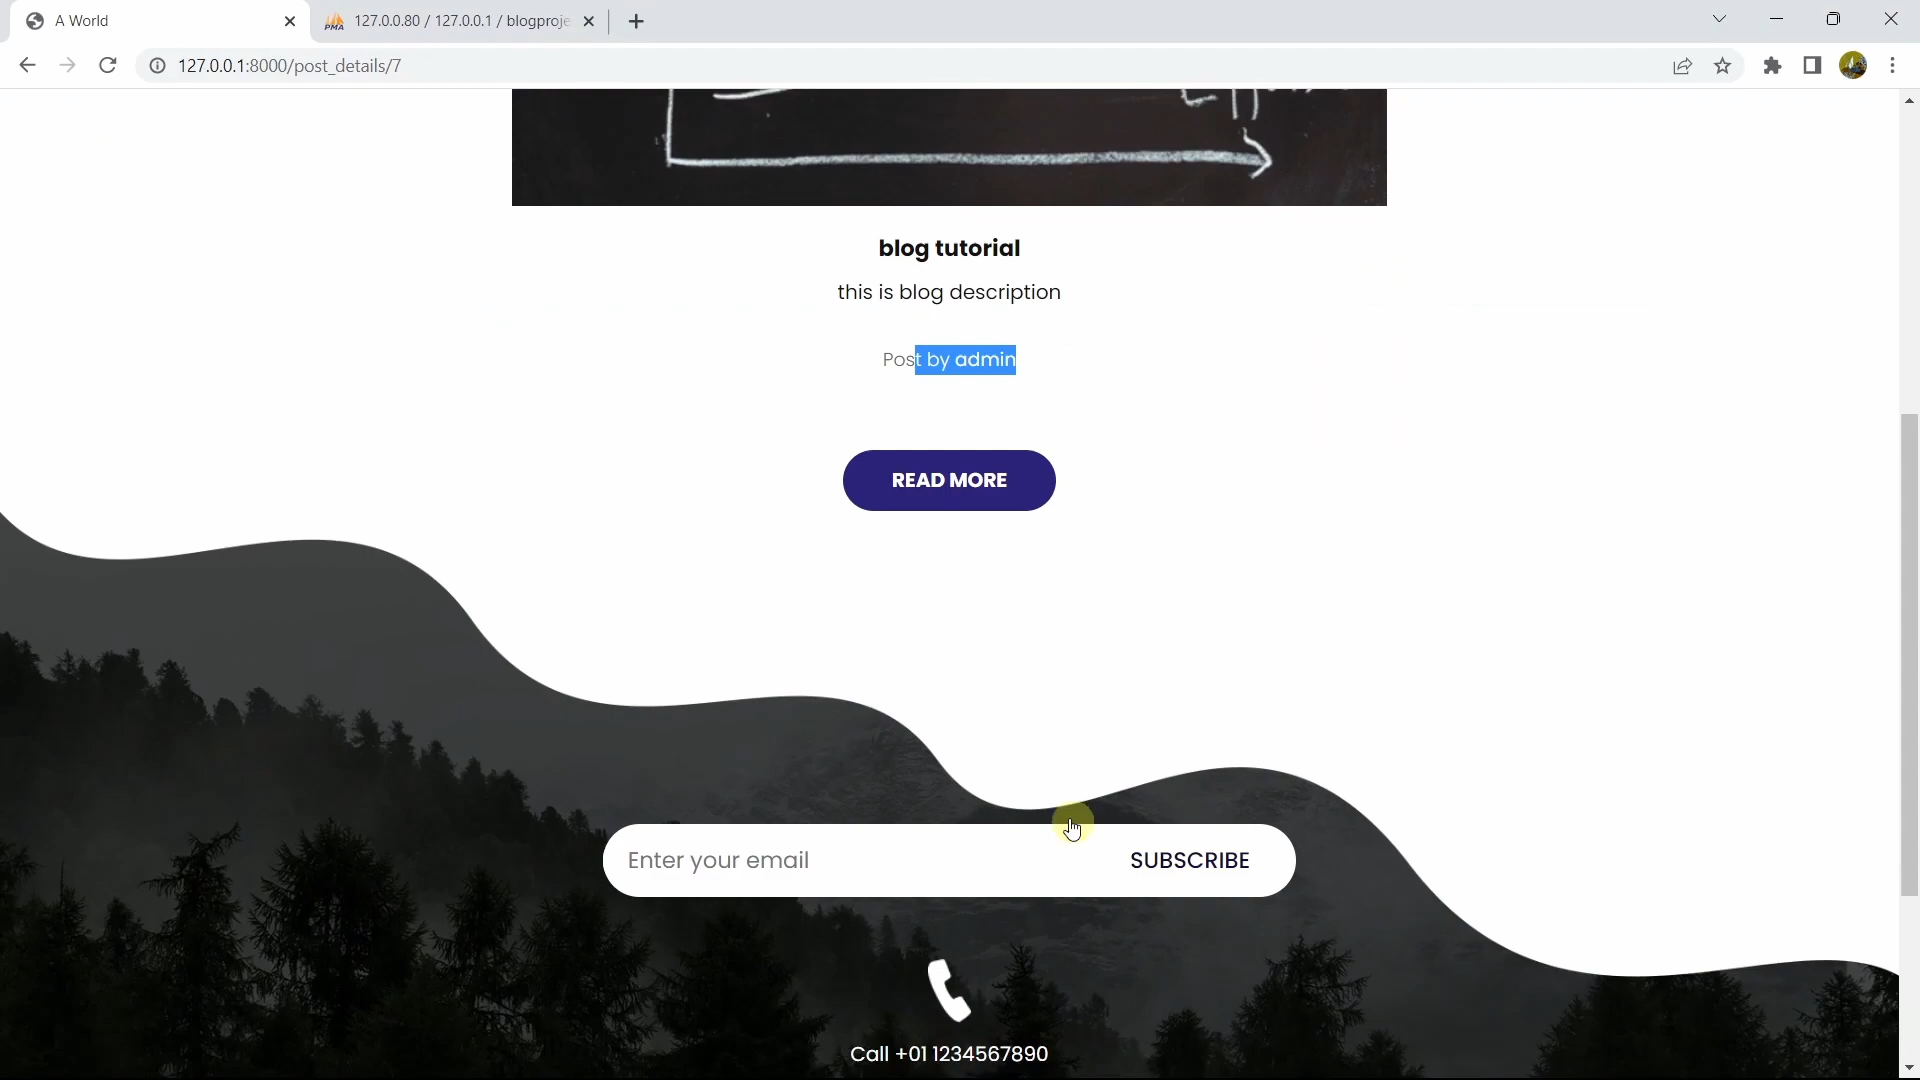 A World
PMA 127.0.0.80 / 127.0.0.1 / blogproje
127.0.0.1:8000/post_details/7
blog tutorial
this is blog description
Post by admin
READ MORE
Enter your email
SUBSCRIBE
Call +01 1234567890